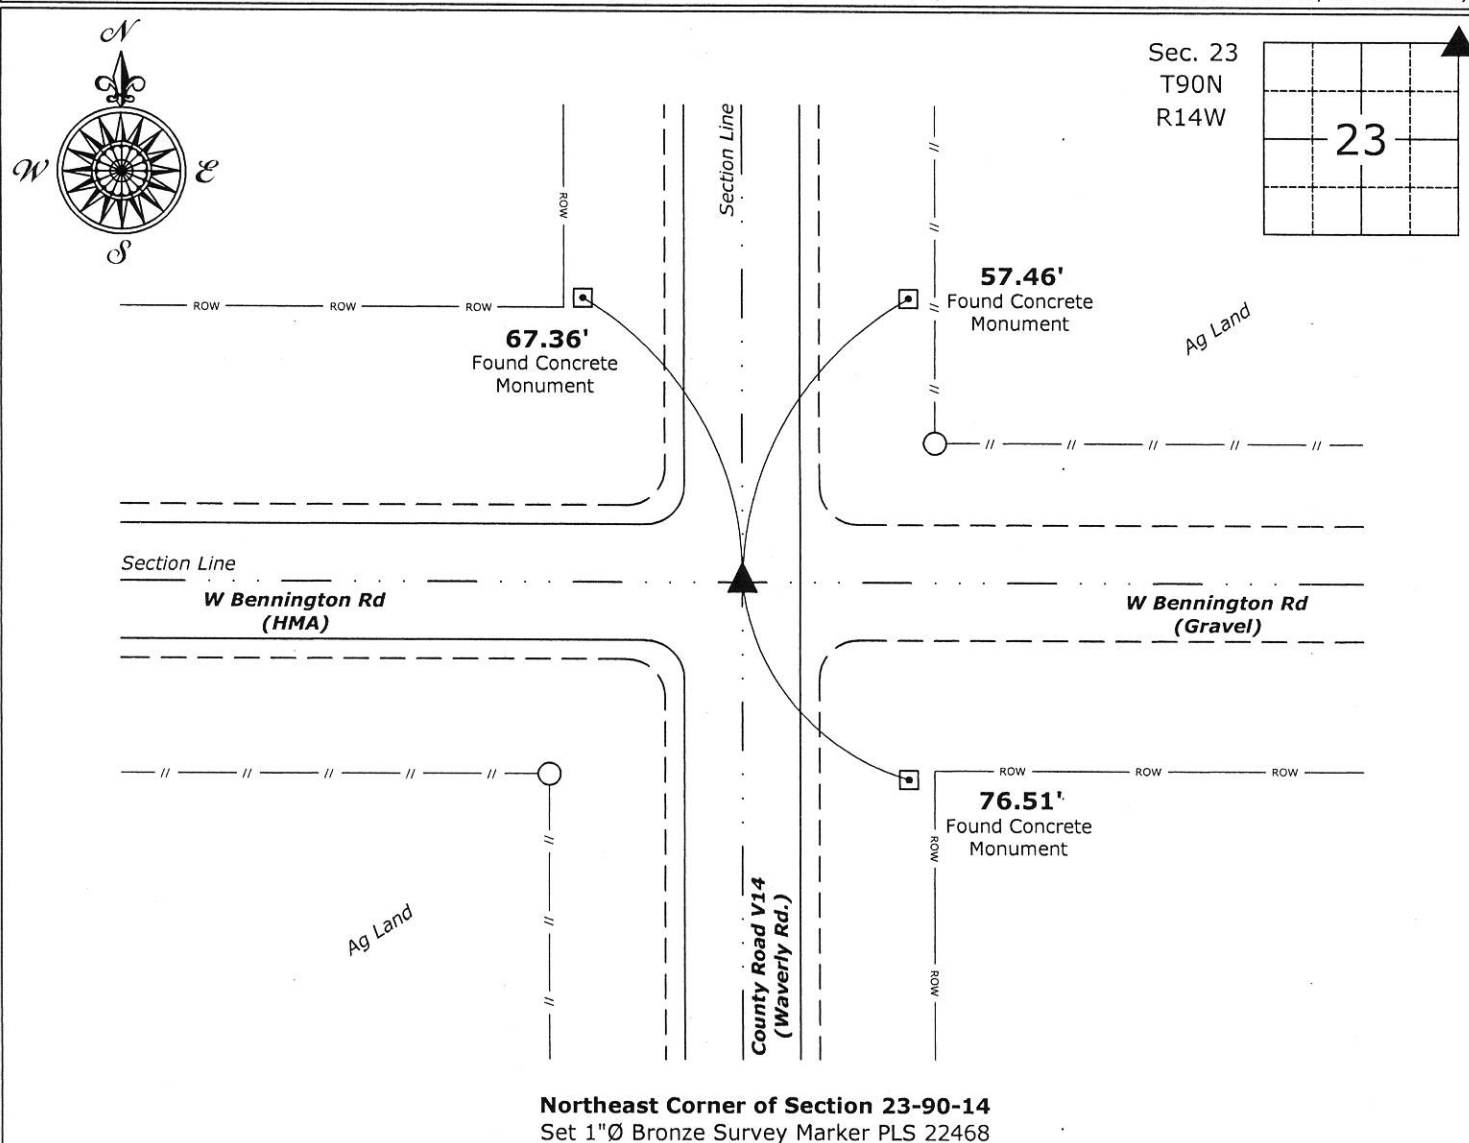 N
W
E
S
Sec. 23
T90N
R14W
23
Section Line
ROW
ROW
ROW
ROW
67.36'
Found Concrete
Monument
57.46'
Found Concrete
Monument
Ag Land
Section Line
W Bennington Rd
(HMA)
W Bennington Rd
(Gravel)
ROW
ROW
ROW
76.51'
Found Concrete
Monument
ROW
ROW
Ag Land
County Road V14
(Waverly Rd.)
Northeast Corner of Section 23-90-14
Set 1"Ø Bronze Survey Marker PLS 22468